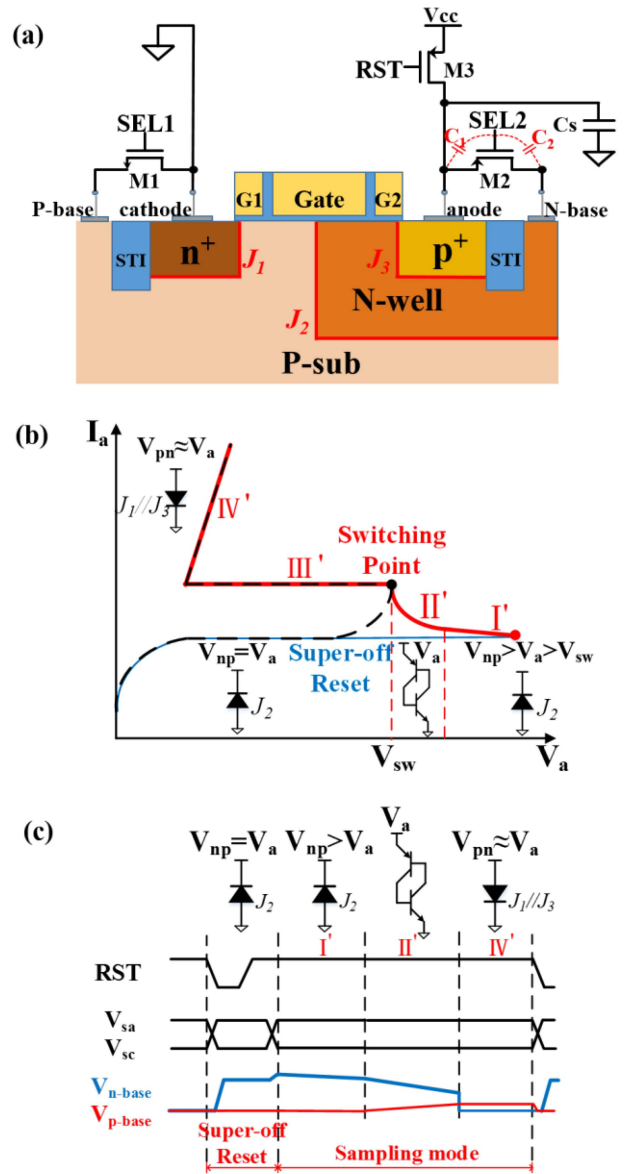 (a)
Vcc
RST
M3
SEL1
SEL2
Cs
C1
C2
M1
M2
G1
Gate
G2
P-base
cathode
anode
N-base
STI
n+
J1
J3
p+
STI
N-well
J2
P-sub
(b)
Ia
Vpn≈Va
J1//J3
IV'
Switching
Point
III'
II'
I'
Vnp=Va
Super-off
Reset
Va
Vnp>Va>Vsw
J2
J2
Vsw
Va
(c)
Va
Vnp=Va
Vnp>Va
Vpn≈Va
J2
J2
J1//J3
I'
II'
IV'
RST
Vsa
Vsc
Vn-base
Vp-base
Super-off
Reset
Sampling mode